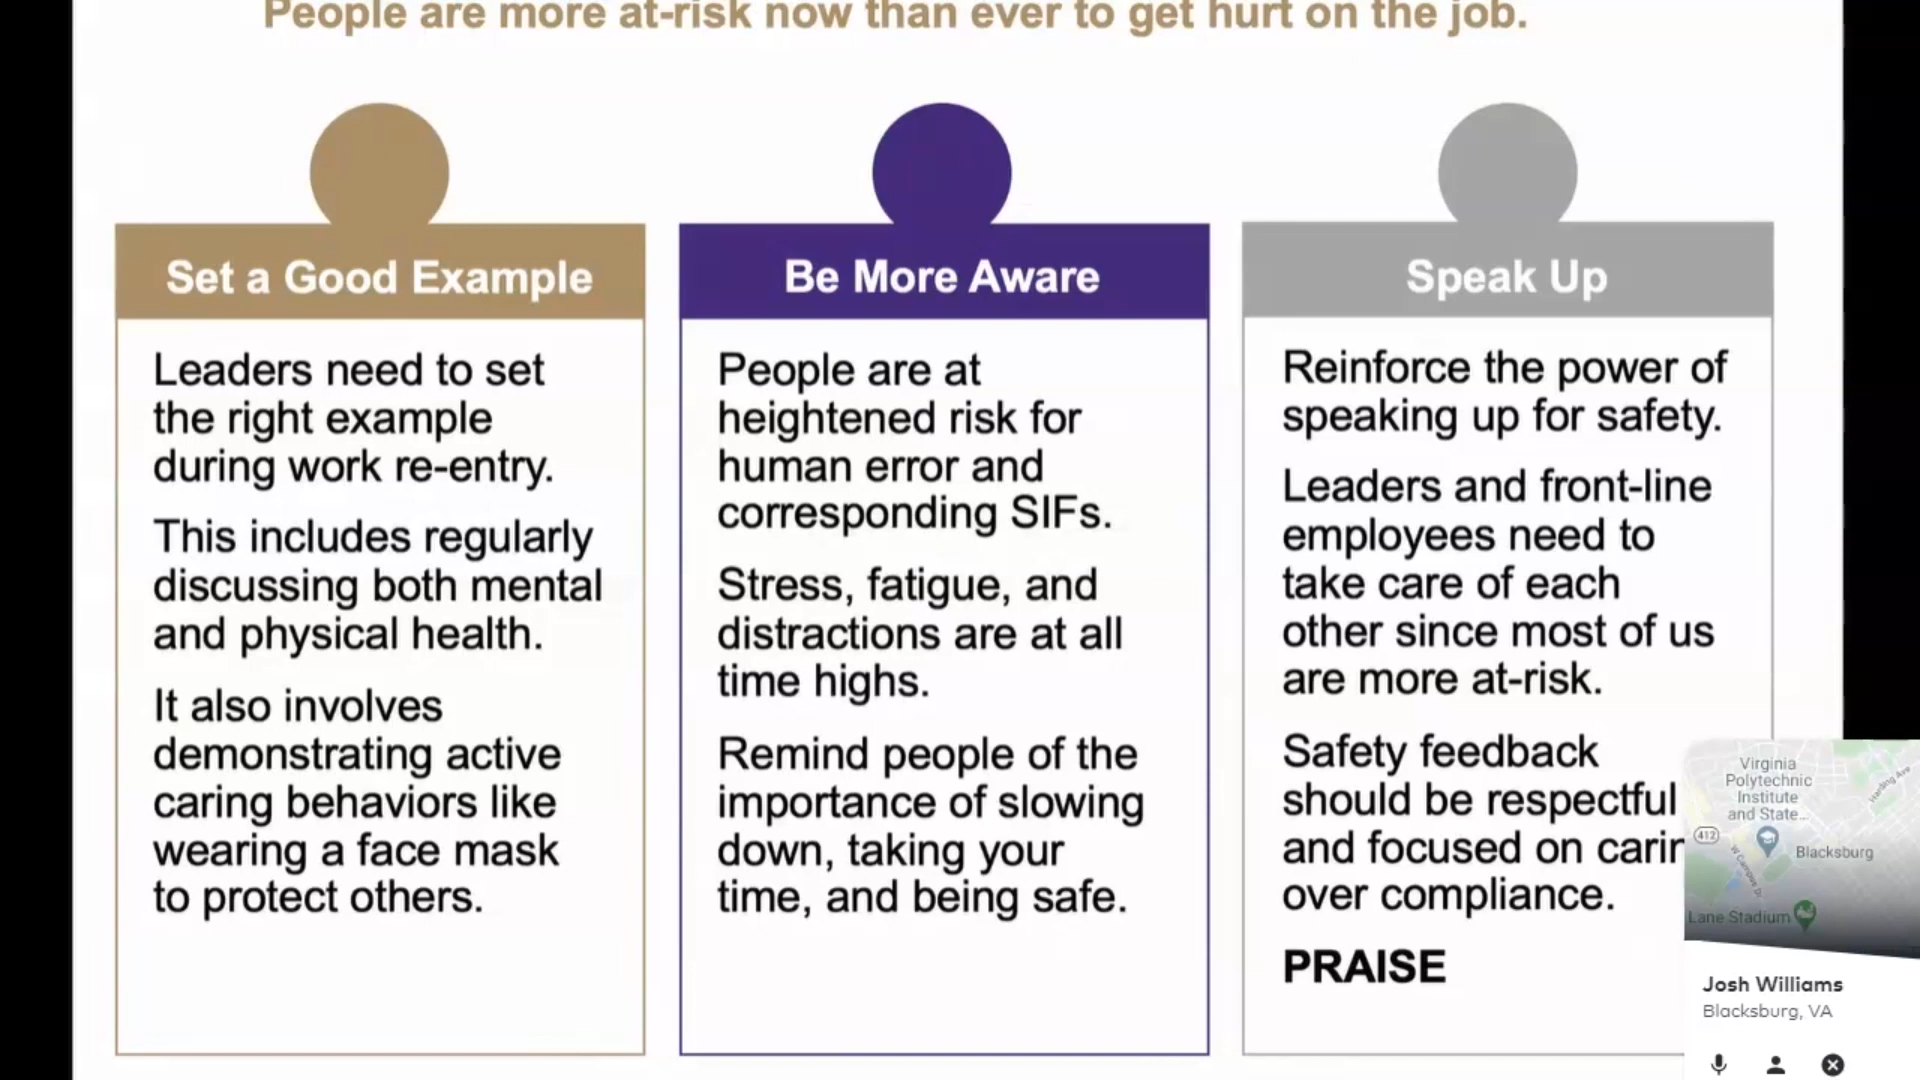 People are more at-risk now than ever to get hurt on the job.
Set a Good Example
Leaders need to set
the right example
during work re-entry.
This includes regularly
discussing both mental
and physical health.
It also involves
demonstrating active
caring behaviors like
wearing a face mask
to protect others.
Be More Aware
People are at
heightened risk for
human error and
corresponding SIFs.
Stress, fatigue, and
distractions are at all
time highs.
Remind people of the
importance of slowing
down, taking your
time, and being safe.
Speak Up
Reinforce the power of
speaking up for safety.
Leaders and front-line
employees need to
take care of each
other since most of us
are more at-risk.
Safety feedback
should be respectful
and focused on carin
over compliance.
PRAISE
Virginia
Polytechnic
Institute
and State...
Harding Ave
412
W Campus Dr
Blacksburg
Lane Stadium
Josh Williams
Blacksburg, VA